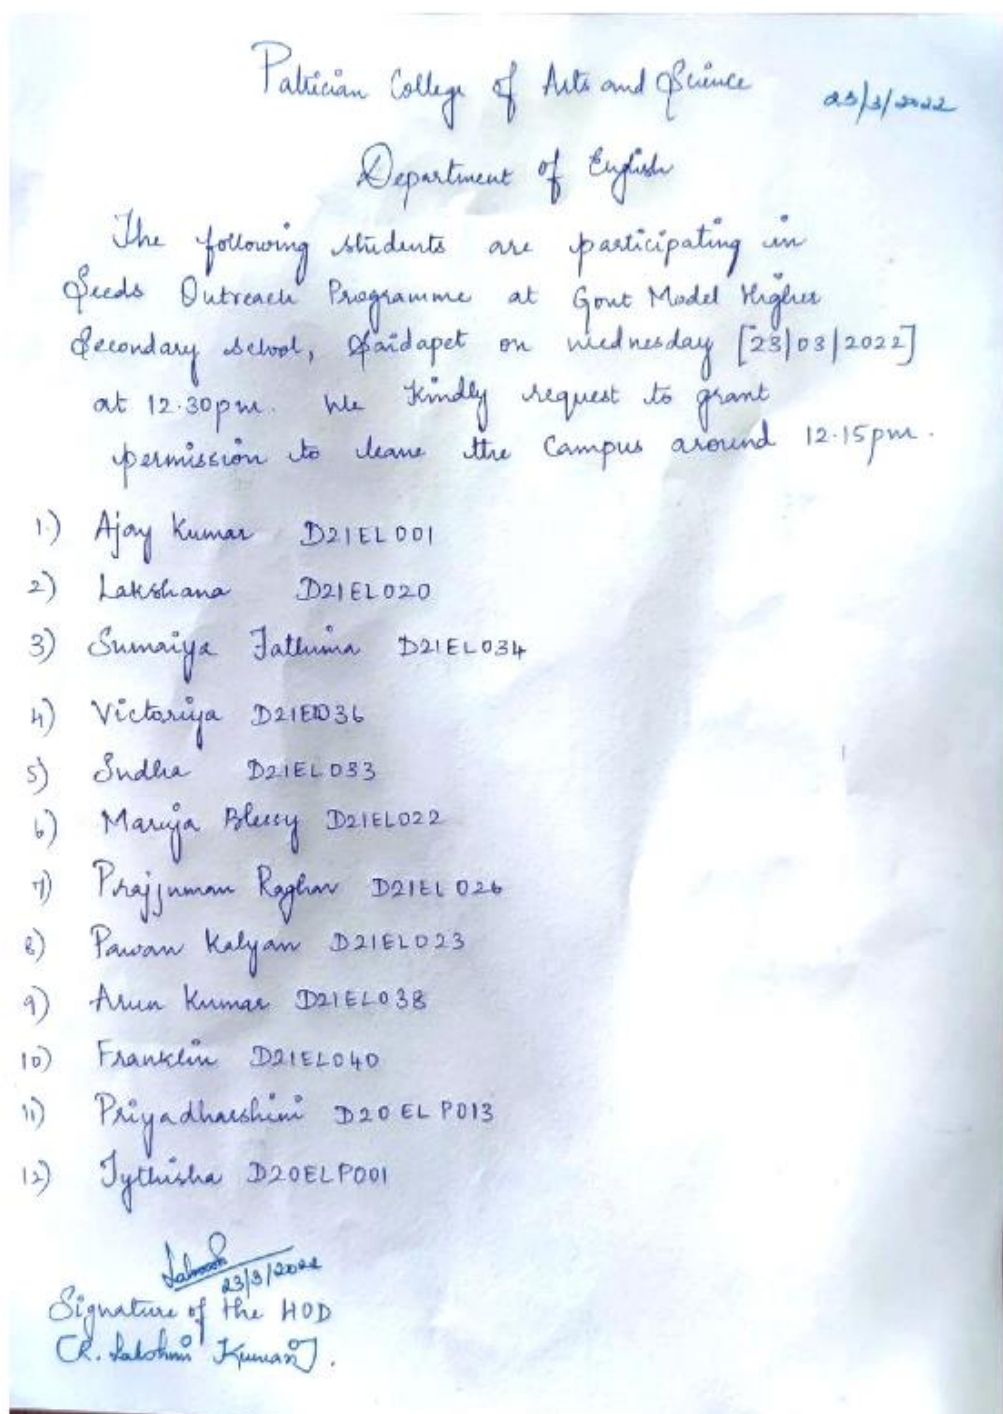 Patrician College of Arts and Science 23/3/2022
Department of English
The following students are participating in
Seeds Outreach Programme at Govt Model Higher
Secondary School, Saidapet on wednesday [23/03/2022]
at 12.30pm. We kindly request to grant
permission to leave the Campus around 12.15pm.
1.) Ajay Kumar D21EL001
2) Lakshana D21EL020
3) Sumaiya Fathima D21EL034
4) Victoriya D21EL036
5) Sudha D21EL033
6) Mariya Blessy D21EL022
7) Prajjuman Raghav D21EL026
8) Pawan Kalyan D21EL023
9) Arun Kumar D21EL038
10) Franklin D21EL040
11) Priyadharshini D20ELP013
12) Jythisha D20ELP001
23/3/2022
Signature of the HOD
(R. Lakshmi Kumari).